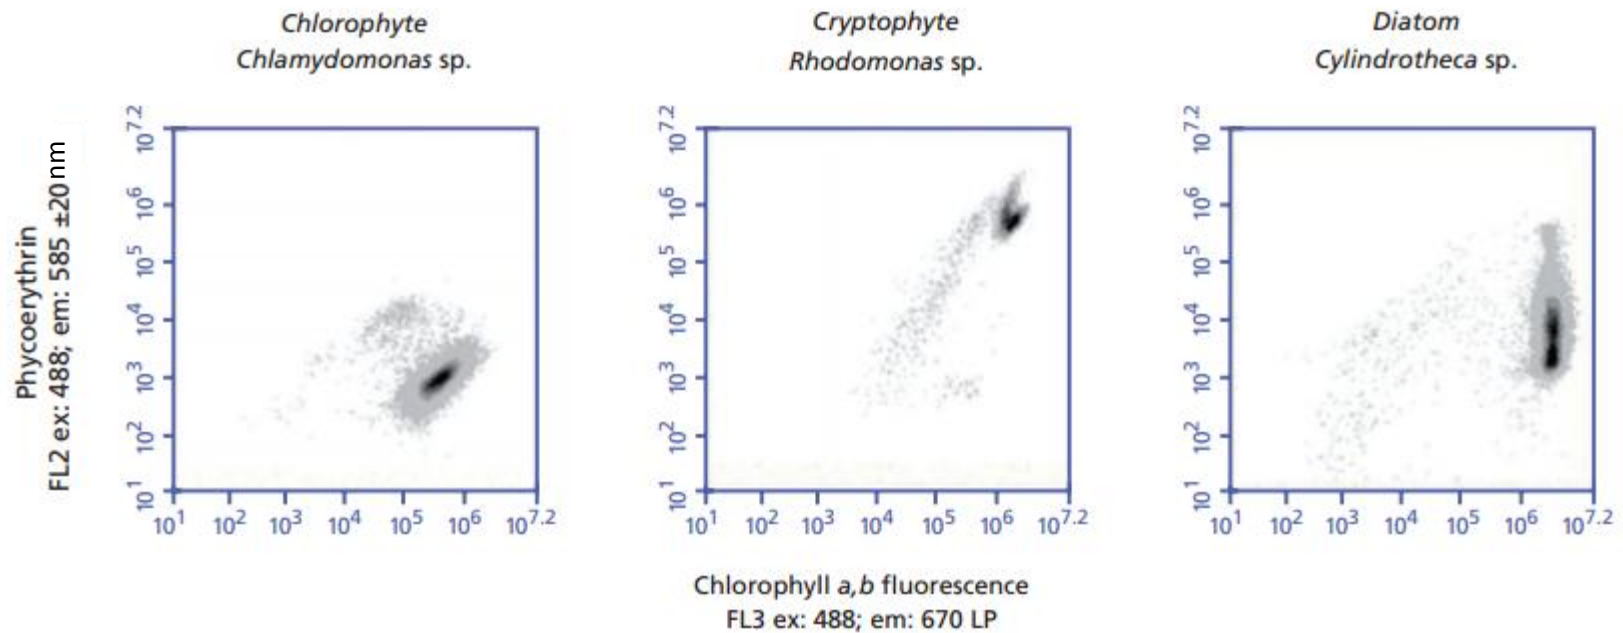 Chlorophyte
Chlamydomonas sp.
Cryptophyte
Rhodomonas sp.
Diatom
Cylindrotheca sp.
Phycoerythrin
FL2 ex: 488; em: 585 ±20nm
10^7.2
10^6
10^5
10^4
10^3
10^2
10^1
10^1 10^2 10^3 10^4 10^5 10^6 10^7.2
10^7.2
10^6
10^5
10^4
10^3
10^2
10^1
10^1 10^2 10^3 10^4 10^5 10^6 10^7.2
10^7.2
10^6
10^5
10^4
10^3
10^2
10^1
10^1 10^2 10^3 10^4 10^5 10^6 10^7.2
Chlorophyll a,b fluorescence
FL3 ex: 488; em: 670 LP